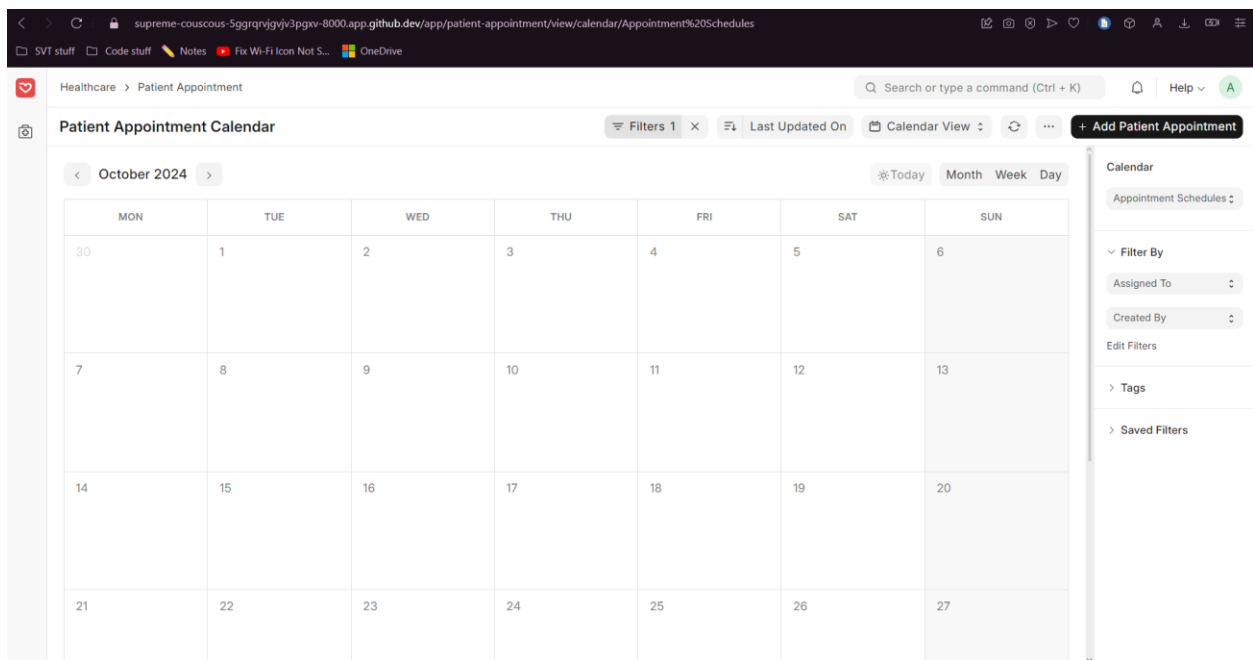 supreme-couscous-5ggrqrvjgvjv3pgxv-8000.app.github.dev/app/patient-appointment/view/calendar/Appointment%20Schedules
SVT stuff Code stuff Notes Fix Wi-Fi Icon Not S... OneDrive
Healthcare > Patient Appointment Search or type a command (Ctrl + K) Help A
Patient Appointment Calendar Filters 1 × Last Updated On Calendar View ... + Add Patient Appointment
< October 2024 > Today Month Week Day Calendar
Appointment Schedules
MON TUE WED THU FRI SAT SUN
30 1 2 3 4 5 6
Filter By
Assigned To
Created By
Edit Filters
7 8 9 10 11 12 13
Tags
Saved Filters
14 15 16 17 18 19 20
21 22 23 24 25 26 27